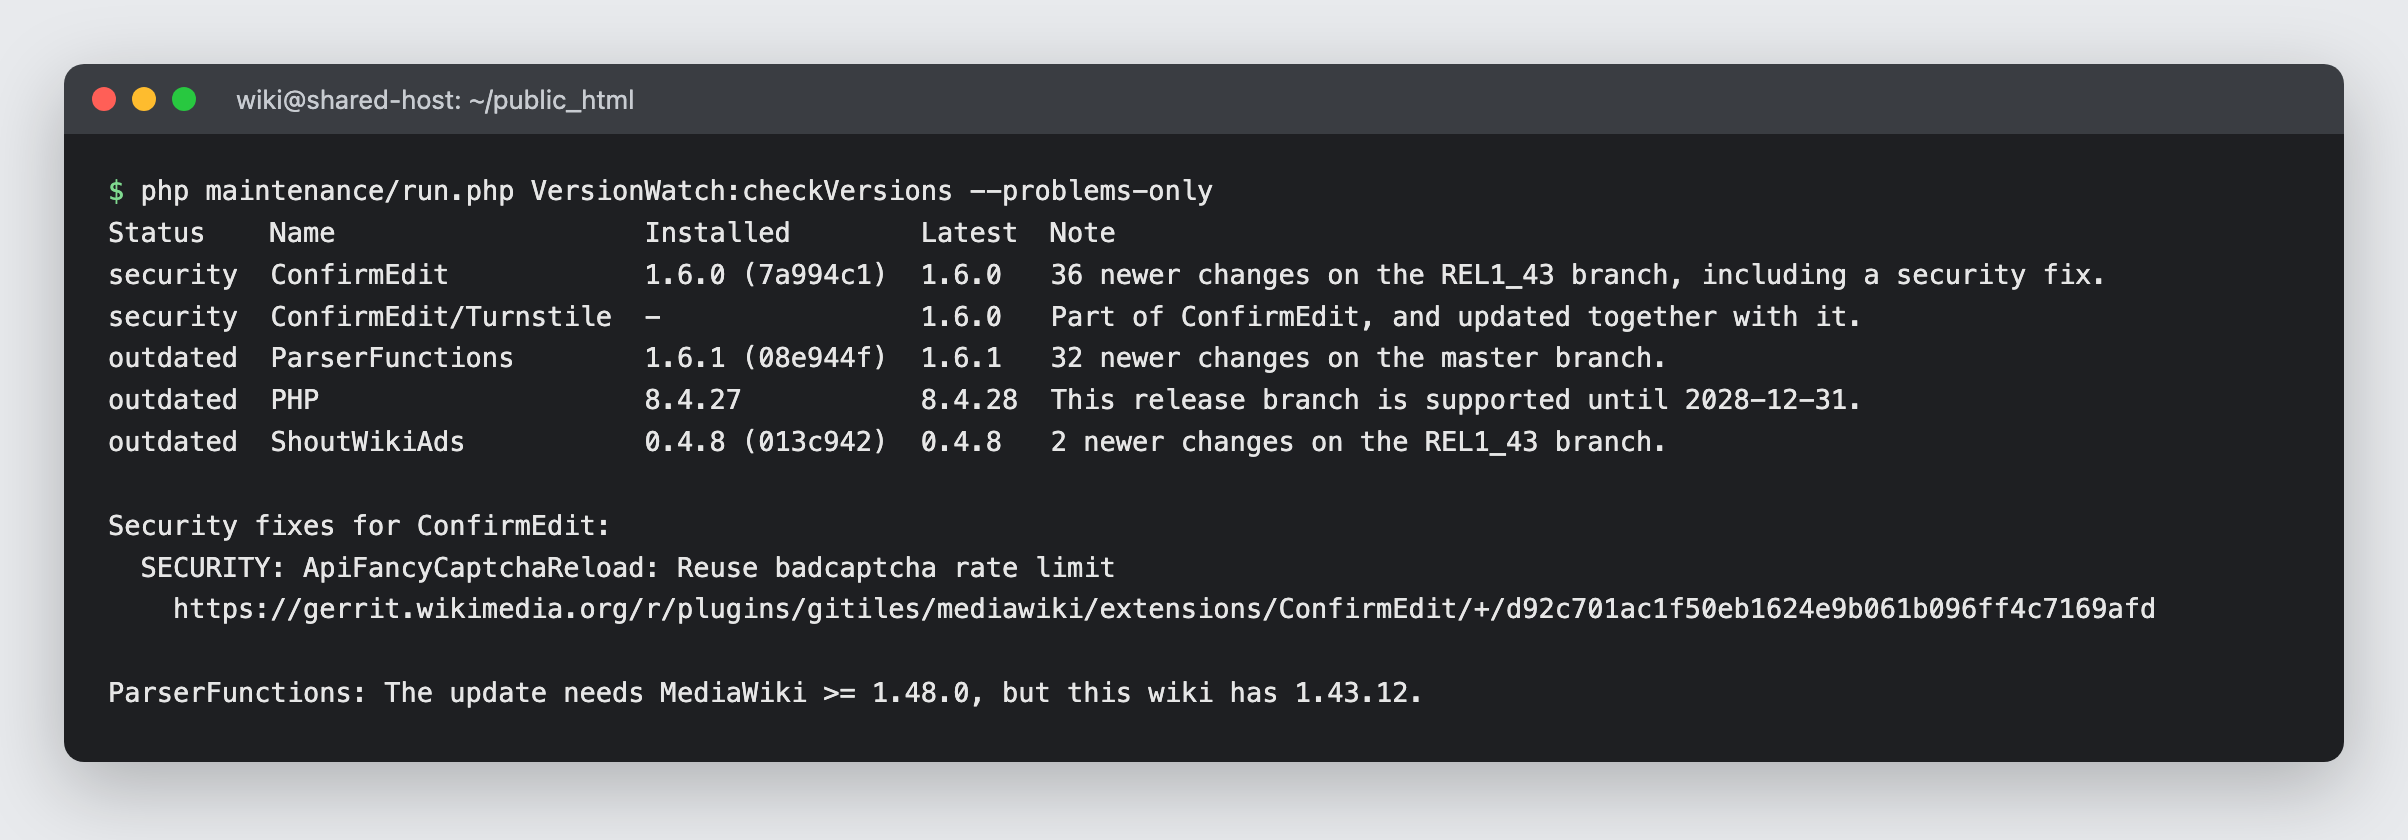 wiki@shared-host: ~/public_html
$ php maintenance/run.php VersionWatch:checkVersions --problems-only
Status    Name                   Installed        Latest  Note
security  ConfirmEdit            1.6.0 (7a994c1)  1.6.0   36 newer changes on the REL1_43 branch, including a security fix.
security  ConfirmEdit/Turnstile  –                1.6.0   Part of ConfirmEdit, and updated together with it.
outdated  ParserFunctions        1.6.1 (08e944f)  1.6.1   32 newer changes on the master branch.
outdated  PHP                    8.4.27           8.4.28  This release branch is supported until 2028-12-31.
outdated  ShoutWikiAds           0.4.8 (013c942)  0.4.8   2 newer changes on the REL1_43 branch.
Security fixes for ConfirmEdit:
  SECURITY: ApiFancyCaptchaReload: Reuse badcaptcha rate limit
    https://gerrit.wikimedia.org/r/plugins/gitiles/mediawiki/extensions/ConfirmEdit/+/d92c701ac1f50eb1624e9b061b096ff4c7169afd
ParserFunctions: The update needs MediaWiki >= 1.48.0, but this wiki has 1.43.12.